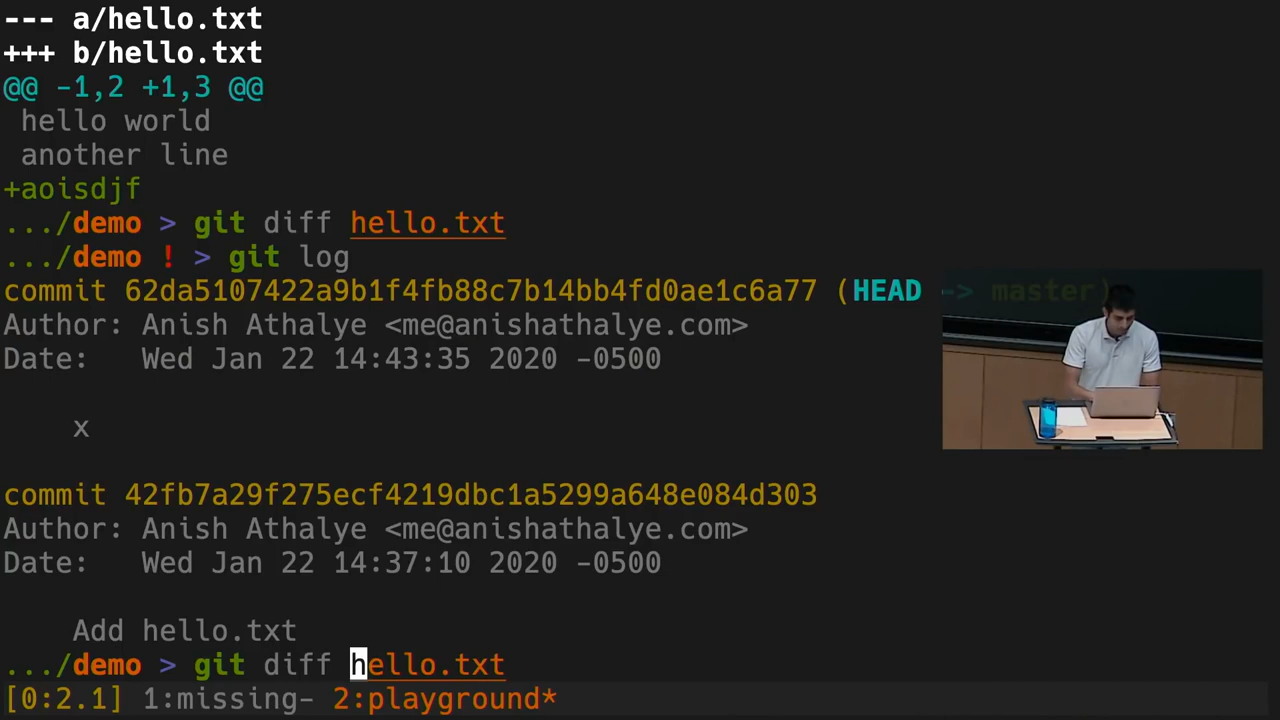 --- a/hello.txt
+++ b/hello.txt
@@ -1,2 +1,3 @@
 hello world
 another line
+aoisdjf
.../demo > git diff hello.txt
.../demo ! > git log
commit 62da5107422a9b1f4fb88c7b14bb4fd0ae1c6a77 (HEAD -> master)
Author: Anish Athalye <me@anishathalye.com>
Date:   Wed Jan 22 14:43:35 2020 -0500
    x
commit 42fb7a29f275ecf4219dbc1a5299a648e084d303
Author: Anish Athalye <me@anishathalye.com>
Date:   Wed Jan 22 14:37:10 2020 -0500
    Add hello.txt
.../demo > git diff hello.txt
[0:2.1] 1:missing- 2:playground*